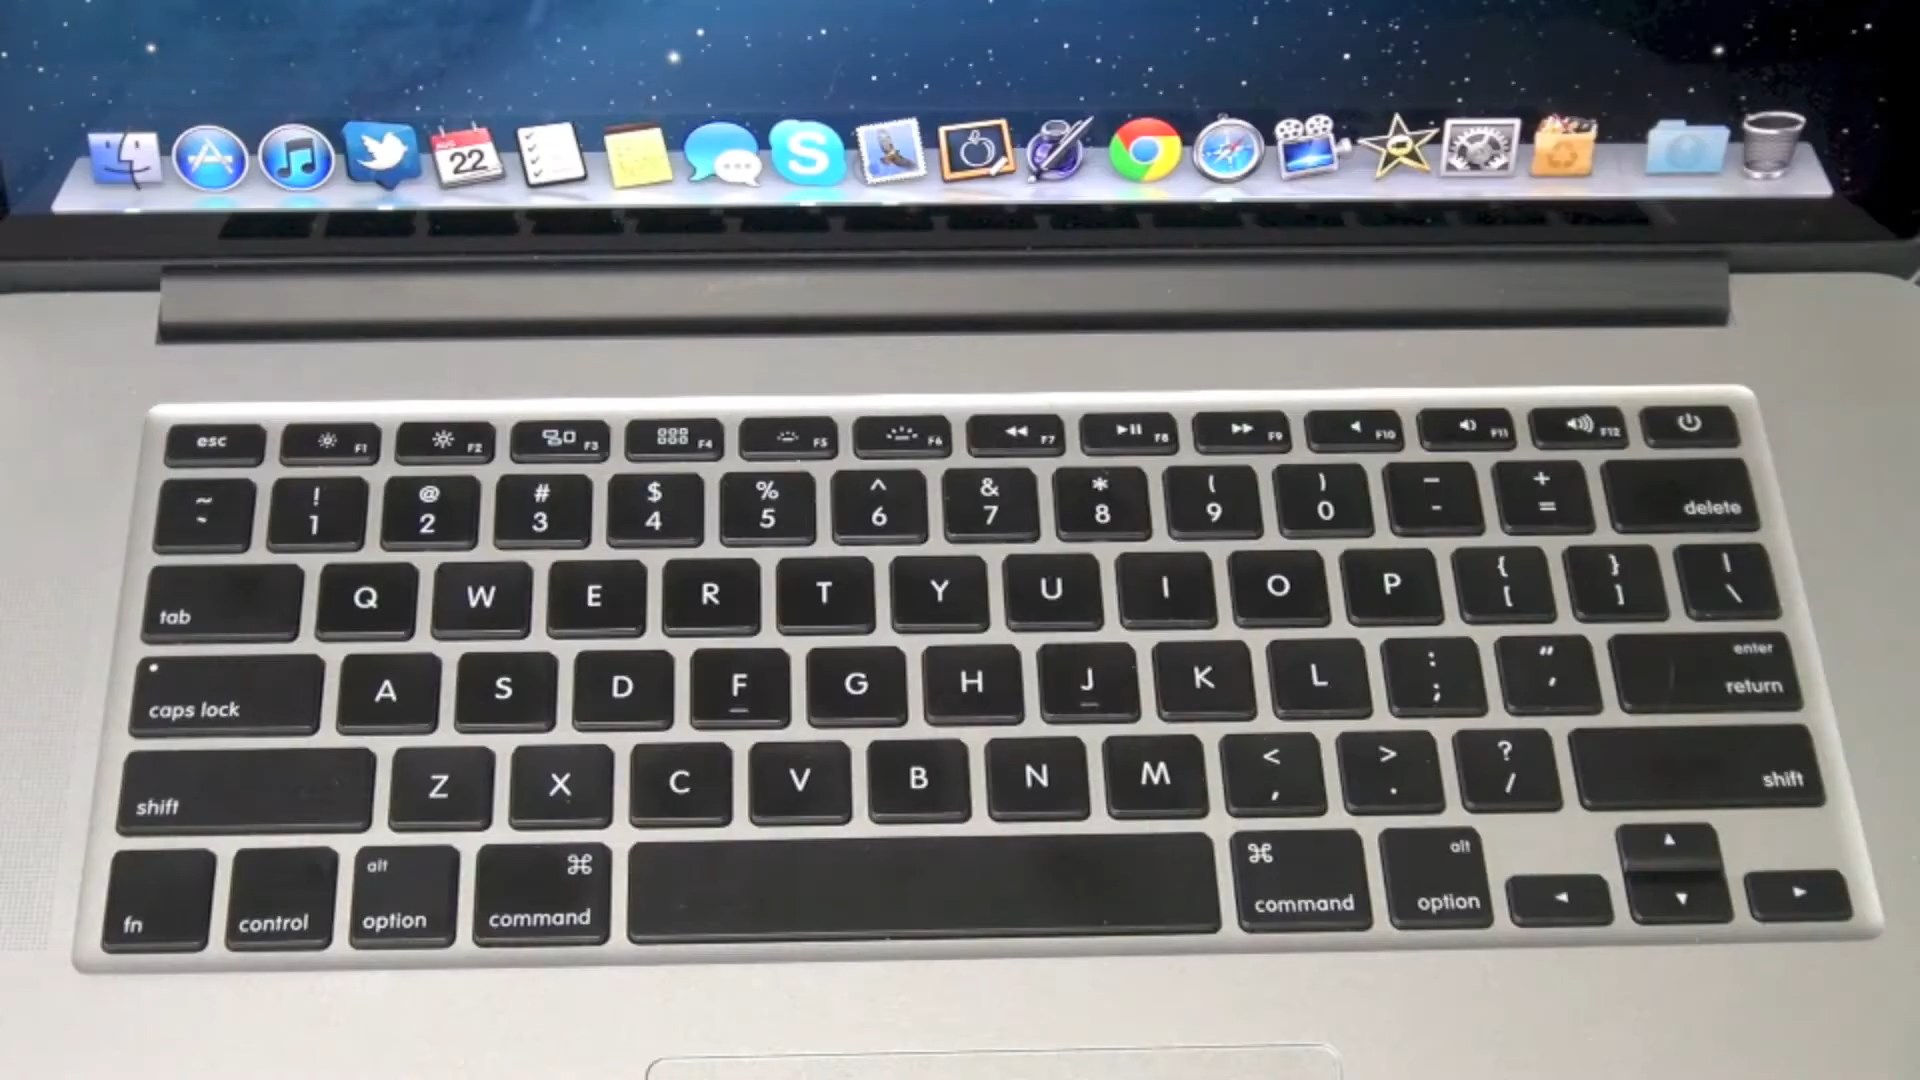 AUG
22
S
esc F1 F2 F3 F4 F5 F6 F7 F8 F9 F10 F11 F12
~ ! @ # $ % ^ & * ( ) — +
` 1 2 3 4 5 6 7 8 9 0 - = delete
{ } |
tab Q W E R T Y U I O P [ ] \
: " enter
caps lock A S D F G H J K L ; ' return
< > ?
shift Z X C V B N M , . / shift
alt ⌘ ⌘ alt
fn control option command command option